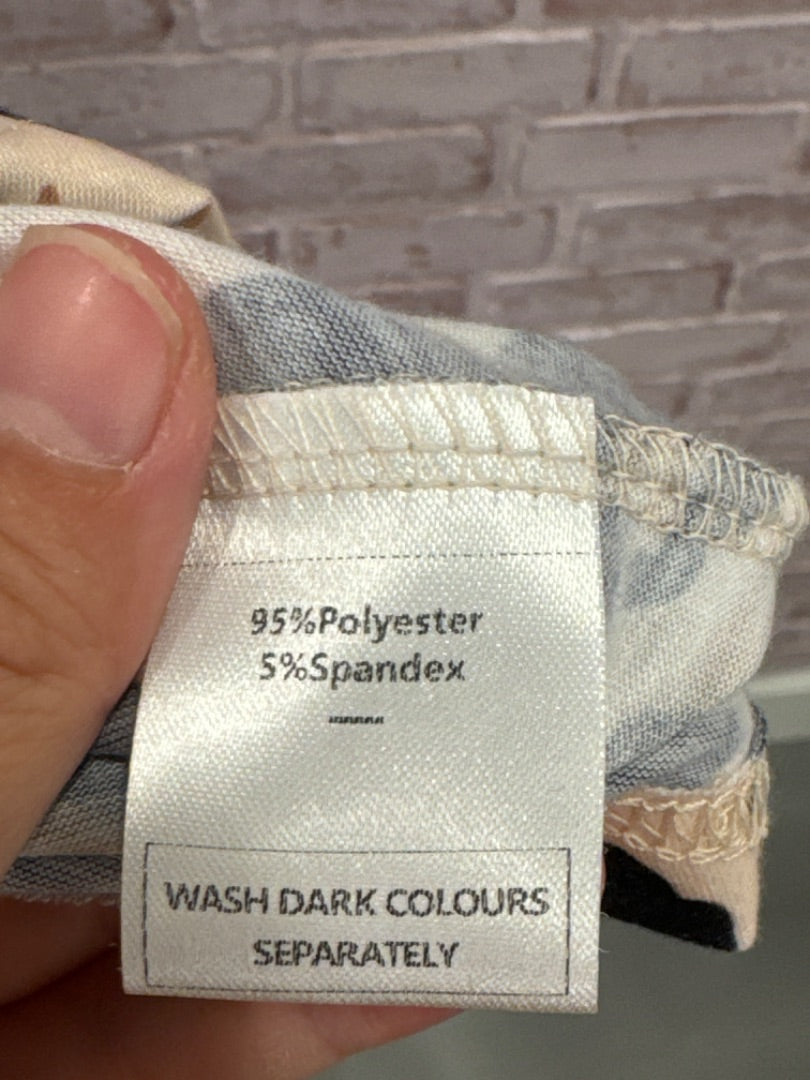 95%Polyester
5%Spandex
WASH DARK COLOURS
SEPARATELY